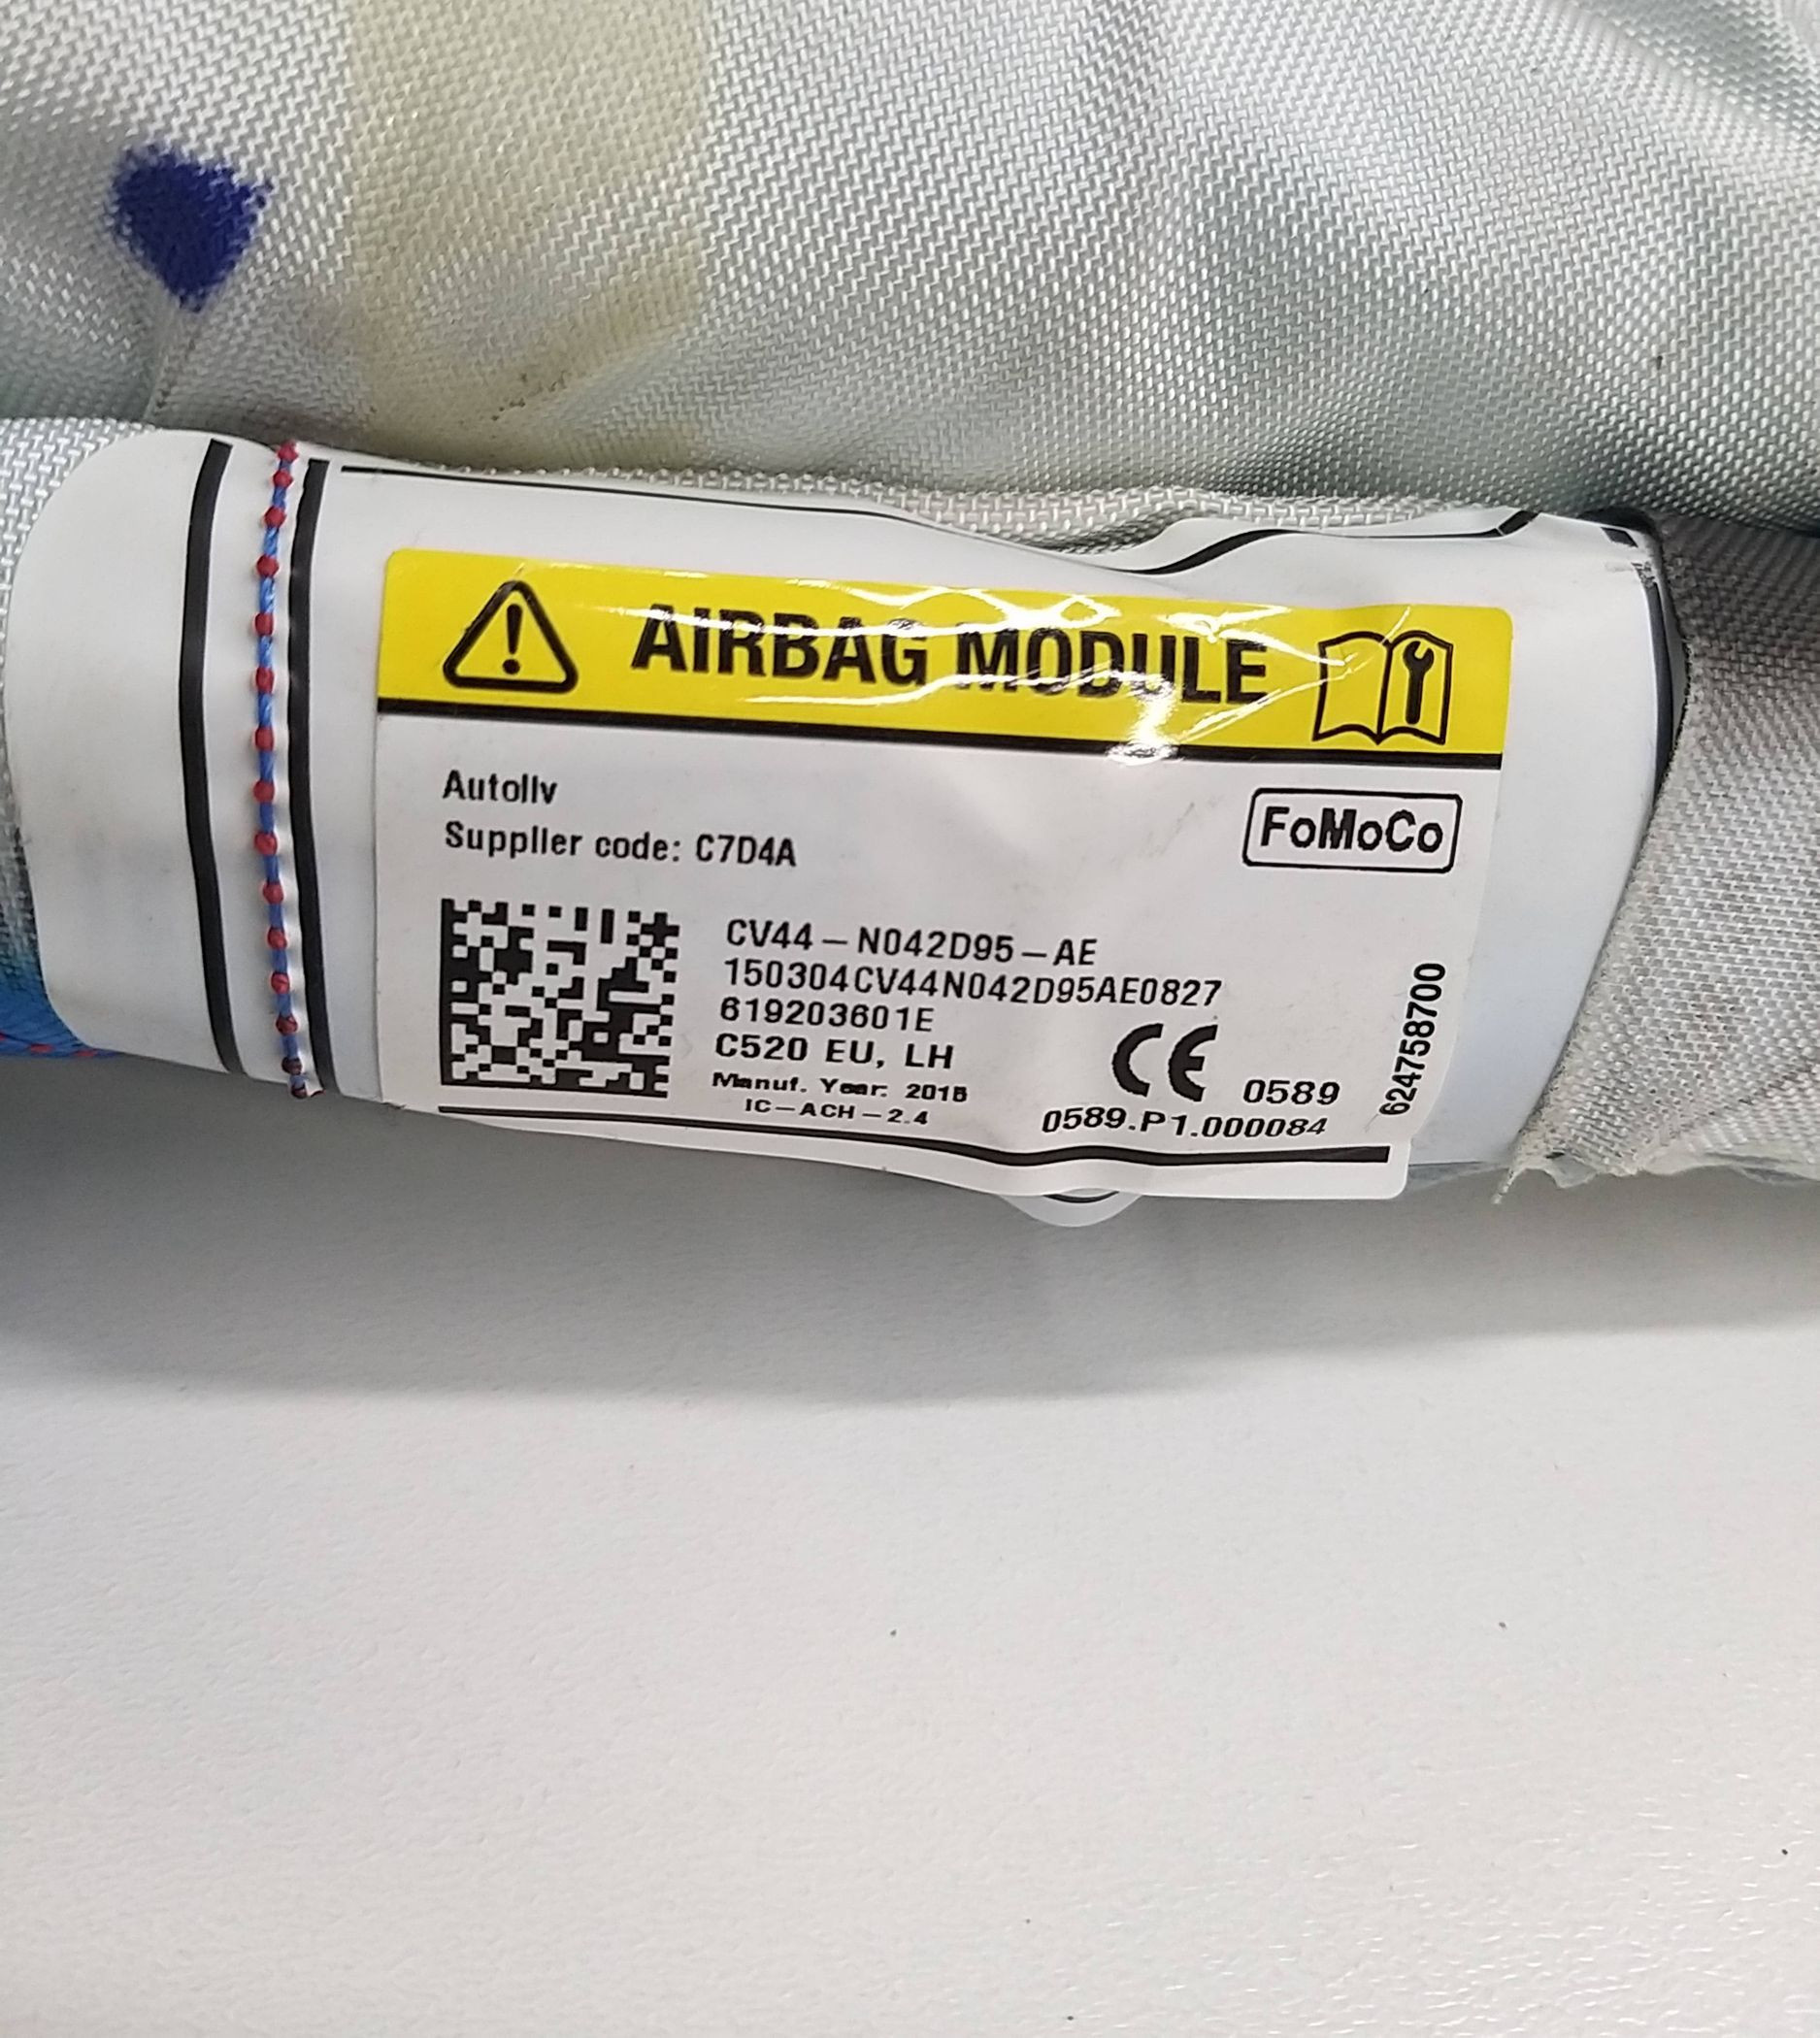 AIRBAG MODULE
Autoliv
Supplier code: C7D4A
FoMoCo
CV44-N042D95-AE
150304CV44N042D95AE0827
619203601E
C520 EU, LH
Manuf. Year: 2015
IC-ACH-2.4
CE 0589
0589.P1.000084
624758700